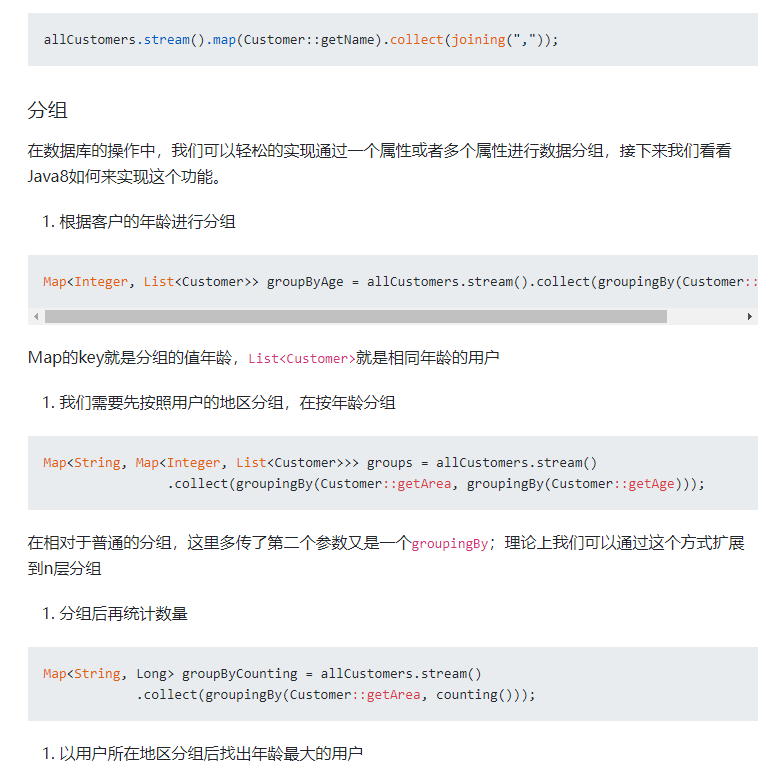 allCustomers.stream().map(Customer::getName).collect(joining(","));
分组
在数据库的操作中，我们可以轻松的实现通过一个属性或者多个属性进行数据分组，接下来我们看看
Java8如何来实现这个功能。
1. 根据客户的年龄进行分组
Map<Integer, List<Customer>> groupByAge = allCustomers.stream().collect(groupingBy(Customer::
Map的key就是分组的值年龄，List<Customer>就是相同年龄的用户
1. 我们需要先按照用户的地区分组，在按年龄分组
Map<String, Map<Integer, List<Customer>>> groups = allCustomers.stream()
.collect(groupingBy(Customer::getArea, groupingBy(Customer::getAge)));
在相对于普通的分组，这里多传了第二个参数又是一个groupingBy；理论上我们可以通过这个方式扩展
到n层分组
1. 分组后再统计数量
Map<String, Long> groupByCounting = allCustomers.stream()
.collect(groupingBy(Customer::getArea, counting()));
1. 以用户所在地区分组后找出年龄最大的用户